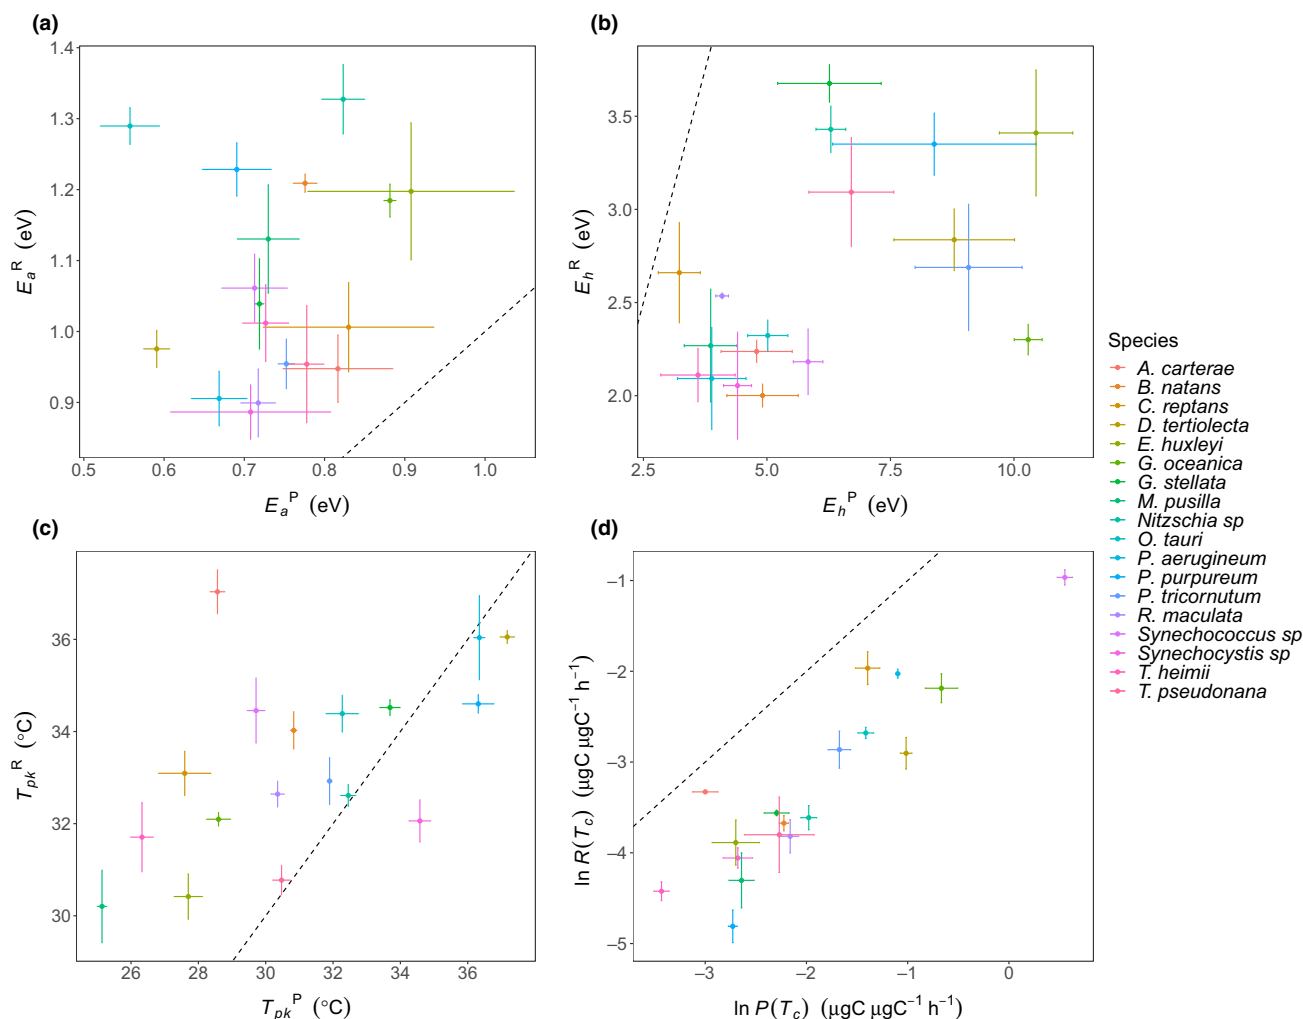 (a)
1.4
1.3
1.2
1.1
1.0
0.9
E_a^R (eV)
0.5 0.6 0.7 0.8 0.9 1.0
E_a^P (eV)
(b)
3.5
3.0
2.5
2.0
E_h^R (eV)
2.5 5.0 7.5 10.0
E_h^P (eV)
(c)
36
34
32
30
T_pk^R (°C)
26 28 30 32 34 36
T_pk^P (°C)
(d)
−1
−2
−3
−4
−5
ln R(T_c) (μgC μgC⁻¹ h⁻¹)
−3 −2 −1 0
ln P(T_c) (μgC μgC⁻¹ h⁻¹)
Species
A. carterae
B. natans
C. reptans
D. tertiolecta
E. huxleyi
G. oceanica
G. stellata
M. pusilla
Nitzschia sp
O. tauri
P. aerugineum
P. purpureum
P. tricornutum
R. maculata
Synechococcus sp
Synechocystis sp
T. heimii
T. pseudonana